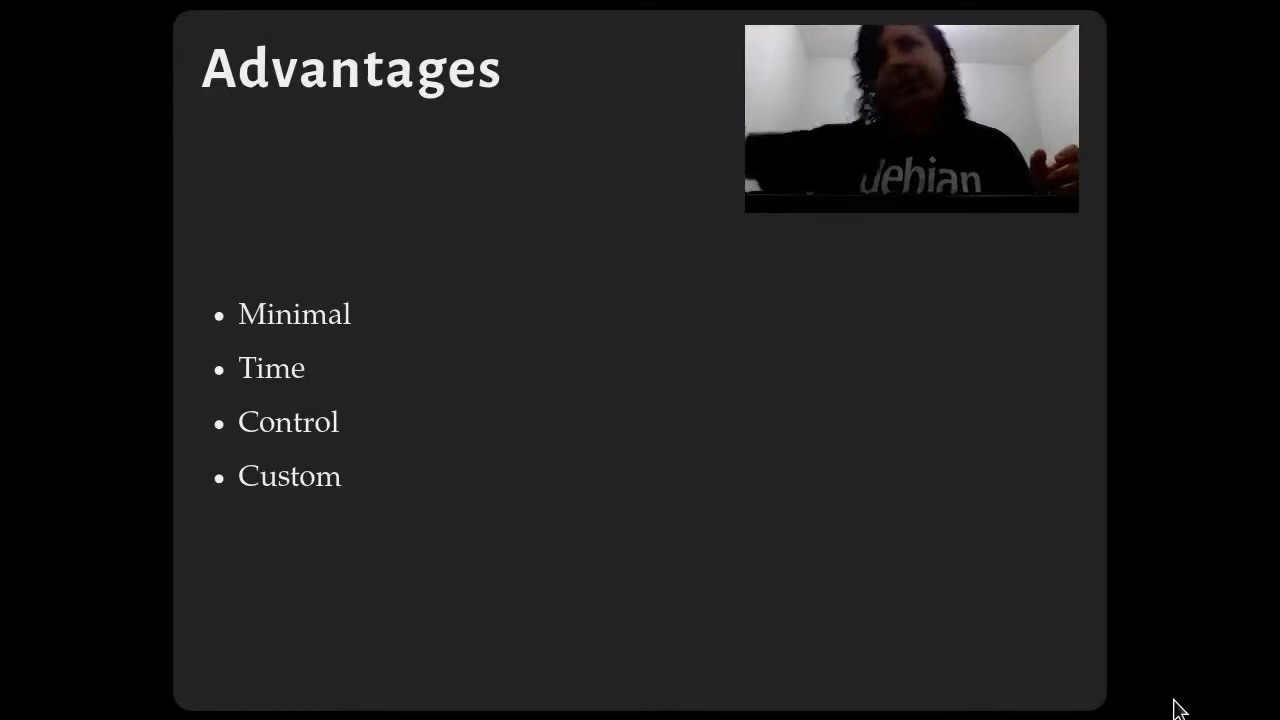 Advantages
debian
Minimal
Time
Control
Custom